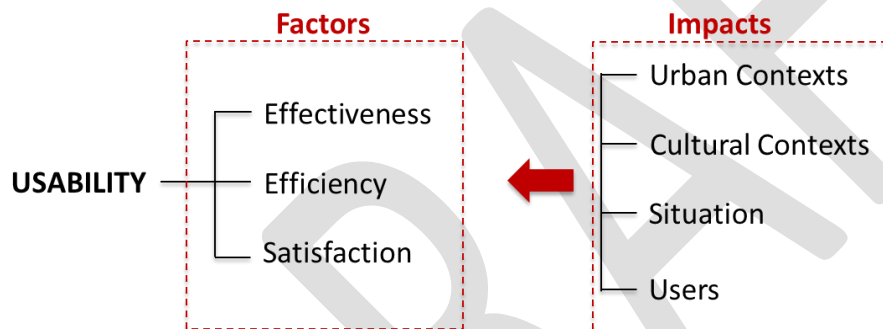 Factors
Impacts
USABILITY
Effectiveness
Efficiency
Satisfaction
Urban Contexts
Cultural Contexts
Situation
Users